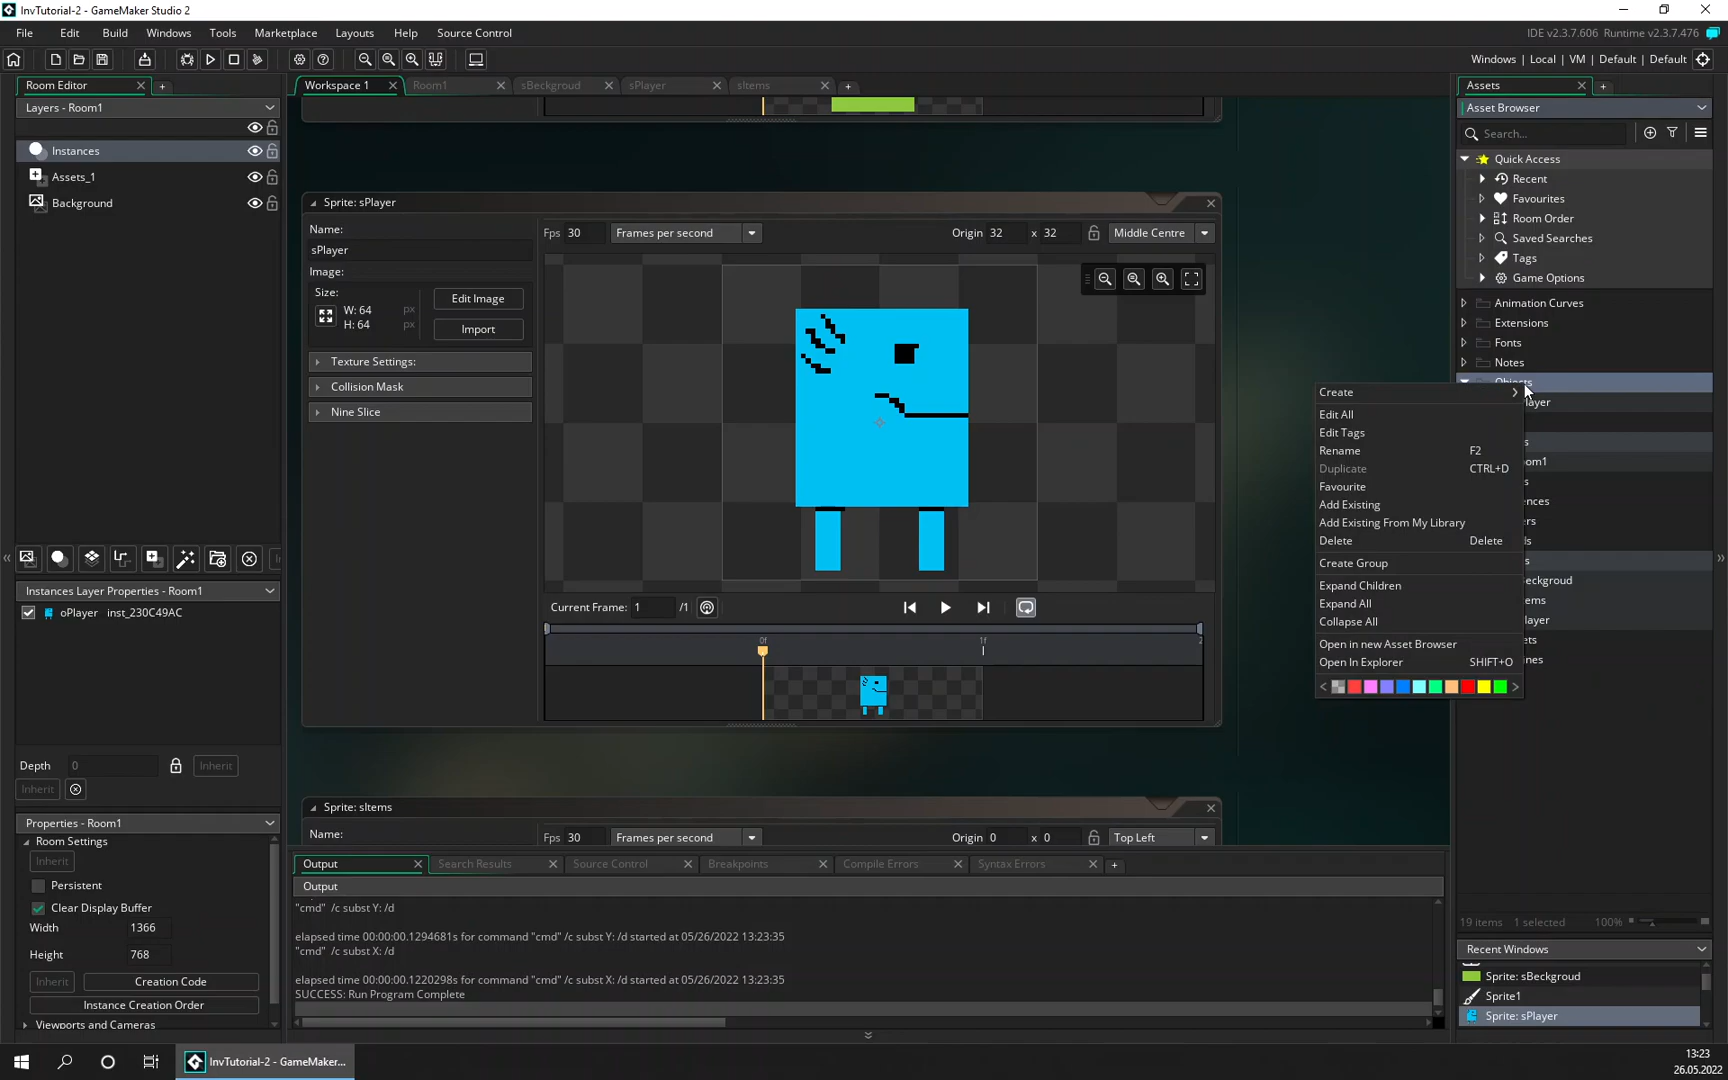 InvTutorial-2 - GameMaker Studio 2
File Edit Build Windows Tools Marketplace Layouts Help Source Control
IDE v2.3.7.606 Runtime v2.3.7.476
Windows | Local | VM | Default | Default
Room Editor
Workspace 1 Room1 sBeckgroud sPlayer sItems
Assets
Layers - Room1
Asset Browser
Search...
Instances
Assets_1
Background
Quick Access
Recent
Favourites
Room Order
Saved Searches
Tags
Game Options
Animation Curves
Extensions
Fonts
Notes
Objects
Player
oom1
ences
Beckgroud
ems
layer
ets
ines
Sprite: sPlayer
Name:
sPlayer
Image:
Size:
W: 64 px
H: 64 px
Edit Image
Import
Texture Settings:
Collision Mask
Nine Slice
Fps 30 Frames per second
Origin 32 x 32 Middle Centre
Current Frame: 1 /1
0f 1f 2
Create
Edit All
Edit Tags
Rename F2
Duplicate CTRL+D
Favourite
Add Existing
Add Existing From My Library
Delete Delete
Create Group
Expand Children
Expand All
Collapse All
Open in new Asset Browser
Open In Explorer SHIFT+O
Instances Layer Properties - Room1
oPlayer inst_230C49AC
Depth 0 Inherit
Inherit
Properties - Room1
Room Settings
Inherit
Persistent
Clear Display Buffer
Width 1366
Height 768
Inherit Creation Code
Instance Creation Order
Viewports and Cameras
Sprite: sItems
Name:
Fps 30 Frames per second
Origin 0 x 0 Top Left
Output Search Results Source Control Breakpoints Compile Errors Syntax Errors
Output
"cmd" /c subst Y: /d
elapsed time 00:00:00.1294681s for command "cmd" /c subst Y: /d started at 05/26/2022 13:23:35
"cmd" /c subst X: /d
elapsed time 00:00:00.1220298s for command "cmd" /c subst X: /d started at 05/26/2022 13:23:35
SUCCESS: Run Program Complete
19 items 1 selected 100%
Recent Windows
Sprite: sBeckgroud
Sprite1
Sprite: sPlayer
InvTutorial-2 - GameMaker...
13:23
26.05.2022